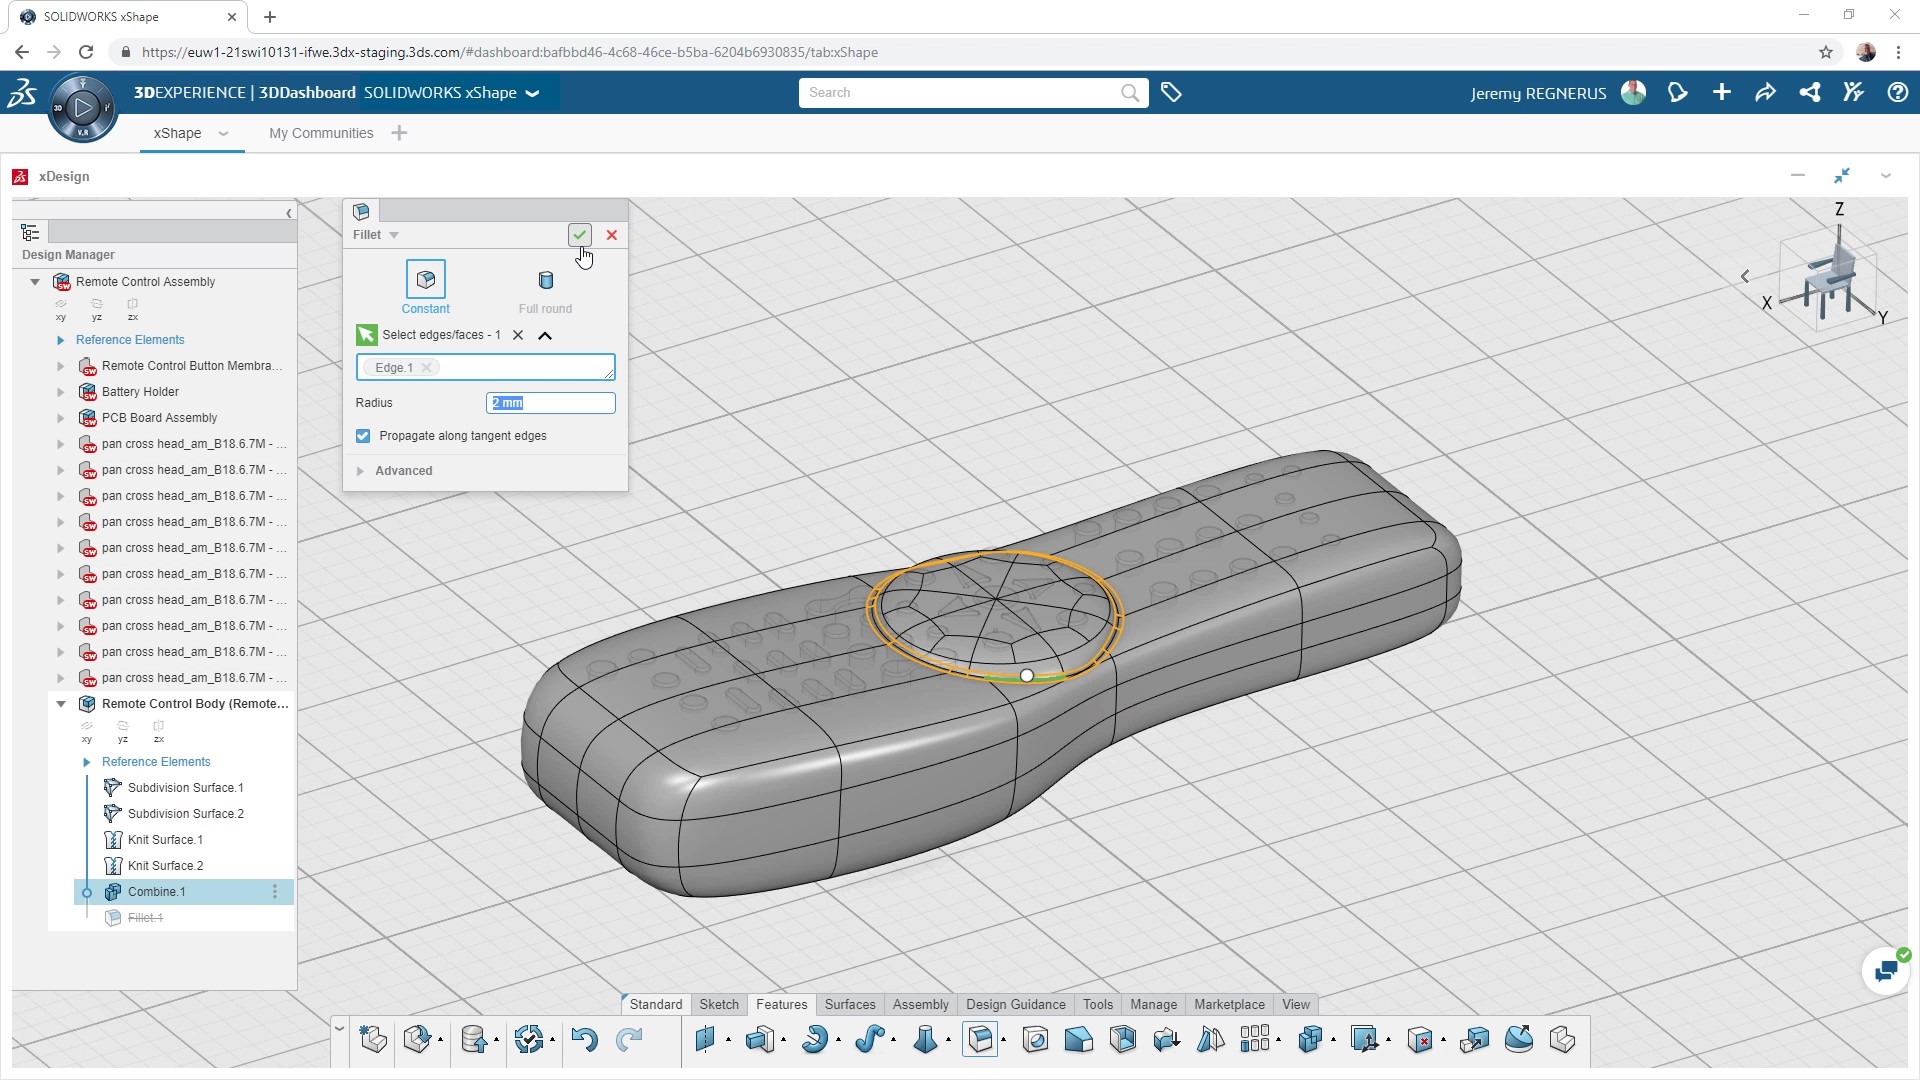 SOLIDWORKS xShape
https://euw1-21swi10131-ifwe.3dx-staging.3ds.com/#dashboard:bafbbd46-4c68-46ce-b5ba-6204b6930835/tab:xShape
3D
V.R
3DEXPERIENCE | 3DDashboard SOLIDWORKS xShape
Search
Jeremy REGNERUS
xShape
My Communities
xDesign
Design Manager
Remote Control Assembly
xy yz zx
Reference Elements
Remote Control Button Membra...
Battery Holder
PCB Board Assembly
pan cross head_am_B18.6.7M - ...
pan cross head_am_B18.6.7M - ...
pan cross head_am_B18.6.7M - ...
pan cross head_am_B18.6.7M - ...
pan cross head_am_B18.6.7M - ...
pan cross head_am_B18.6.7M - ...
pan cross head_am_B18.6.7M - ...
pan cross head_am_B18.6.7M - ...
pan cross head_am_B18.6.7M - ...
pan cross head_am_B18.6.7M - ...
Remote Control Body (Remote...
xy yz zx
Reference Elements
Subdivision Surface.1
Subdivision Surface.2
Knit Surface.1
Knit Surface.2
Combine.1
Fillet.1
Fillet
Constant
Full round
Select edges/faces - 1
Edge.1
Radius
2 mm
Propagate along tangent edges
Advanced
Z
X
Y
Standard
Sketch
Features
Surfaces
Assembly
Design Guidance
Tools
Manage
Marketplace
View